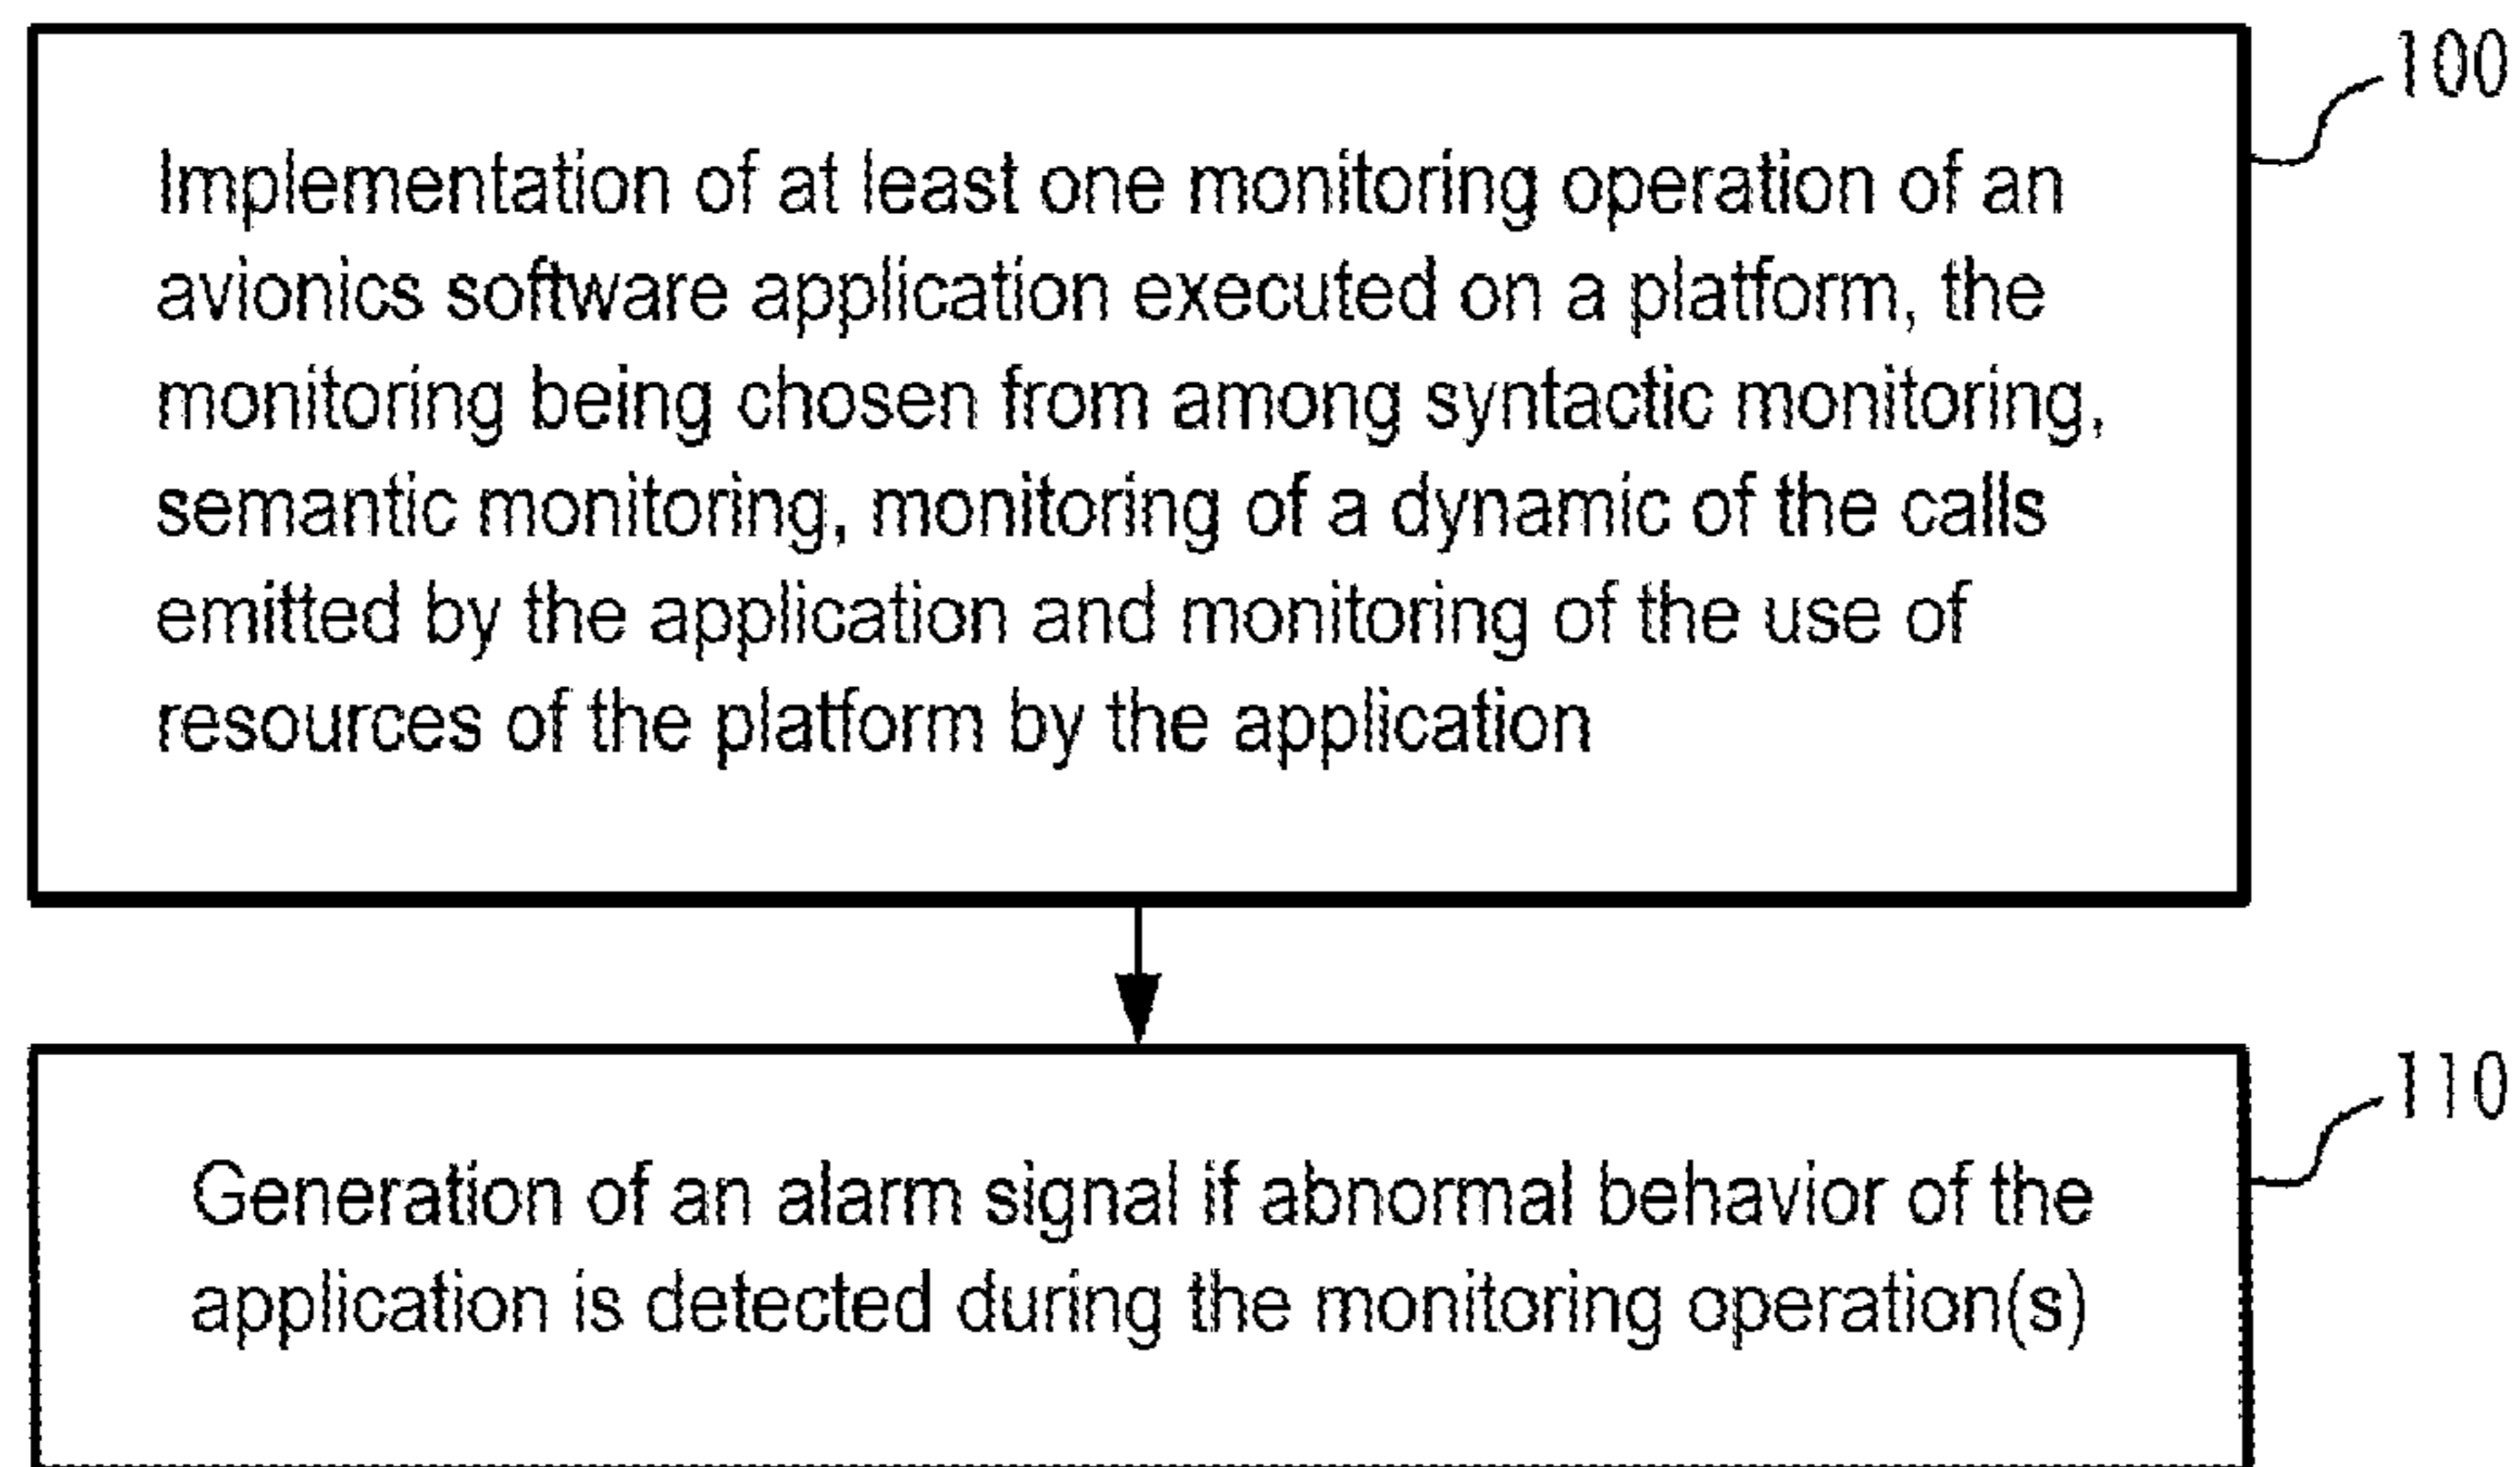 100
Implementation of at least one monitoring operation of an
avionics software application executed on a platform, the
monitoring being chosen from among syntactic monitoring,
semantic monitoring, monitoring of a dynamic of the calls
emitted by the application and monitoring of the use of
resources of the platform by the application
110
Generation of an alarm signal if abnormal behavior of the
application is detected during the monitoring operation(s)